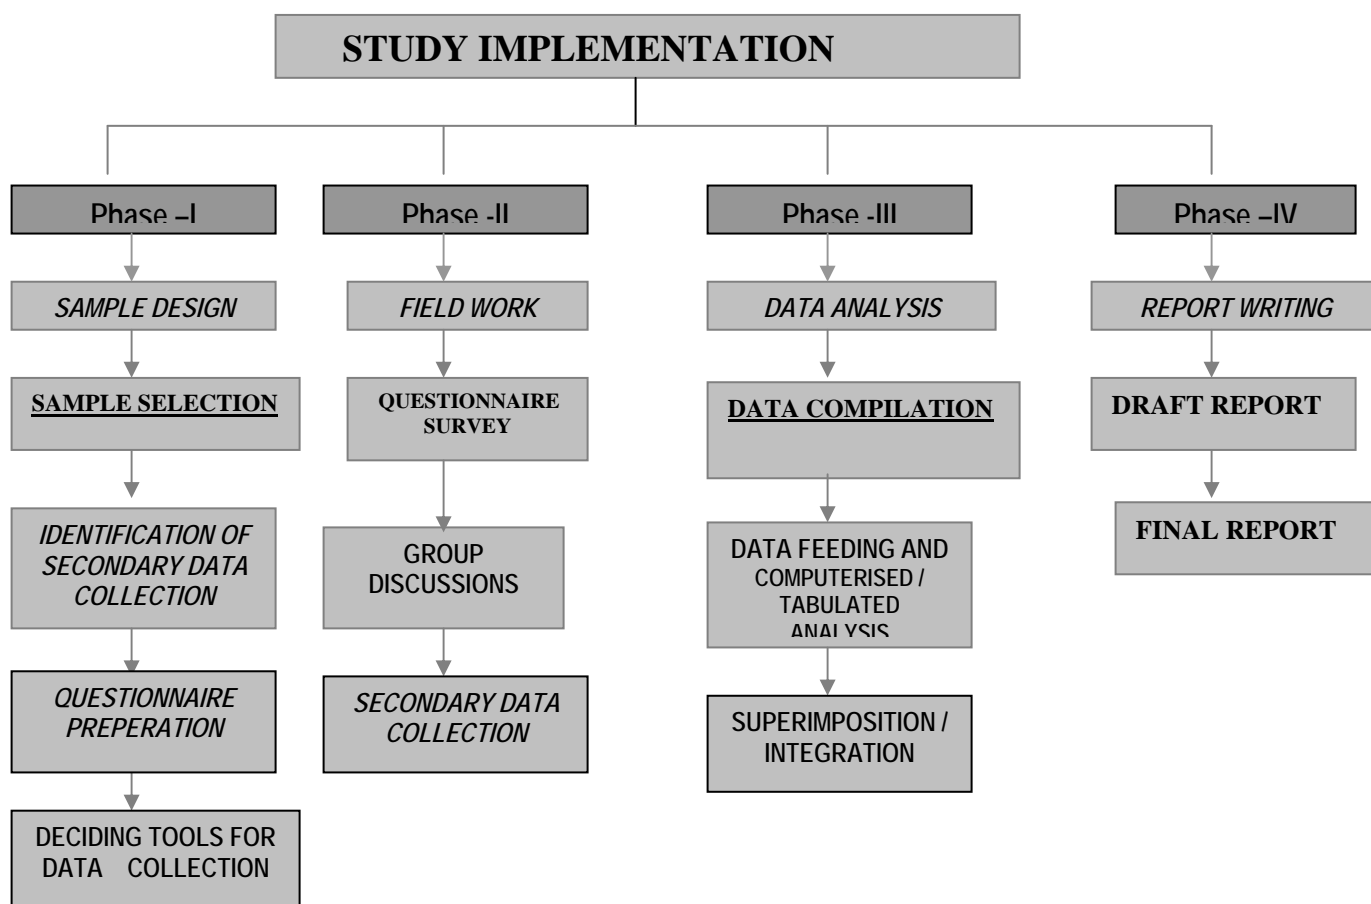 STUDY IMPLEMENTATION
Phase –I
SAMPLE DESIGN
SAMPLE SELECTION
IDENTIFICATION OF
SECONDARY DATA
COLLECTION
QUESTIONNAIRE
PREPERATION
DECIDING TOOLS FOR
DATA COLLECTION
Phase -II
FIELD WORK
QUESTIONNAIRE
SURVEY
GROUP
DISCUSSIONS
SECONDARY DATA
COLLECTION
Phase -III
DATA ANALYSIS
DATA COMPILATION
DATA FEEDING AND
COMPUTERISED /
TABULATED
ANALYSIS
SUPERIMPOSITION /
INTEGRATION
Phase –IV
REPORT WRITING
DRAFT REPORT
FINAL REPORT